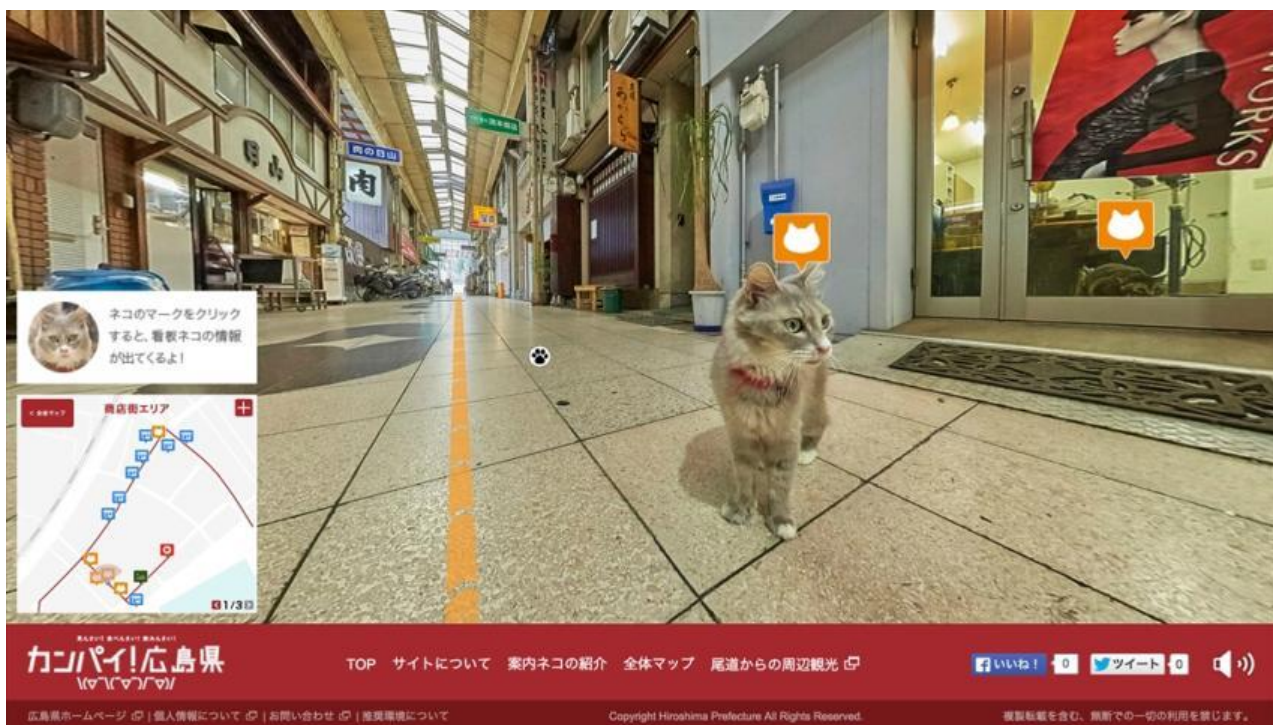 WORKS
肉の日山
肉
ネコのマークをクリック
すると、看板ネコの情報
が出てくるよ!
商店街エリア
1/3
カンパイ!広島県
\(▽ ̄\( ̄▽ ̄)/ ̄▽)/
TOP サイトについて 案内ネコの紹介 全体マップ 尾道からの周辺観光
いいね! 0 ツイート 0
広島県ホームページ | 個人情報について | お問い合わせ | 推奨環境について
Copyright Hiroshima Prefecture All Rights Reserved.
複製転載を含む、無断での一切の利用を禁じます。